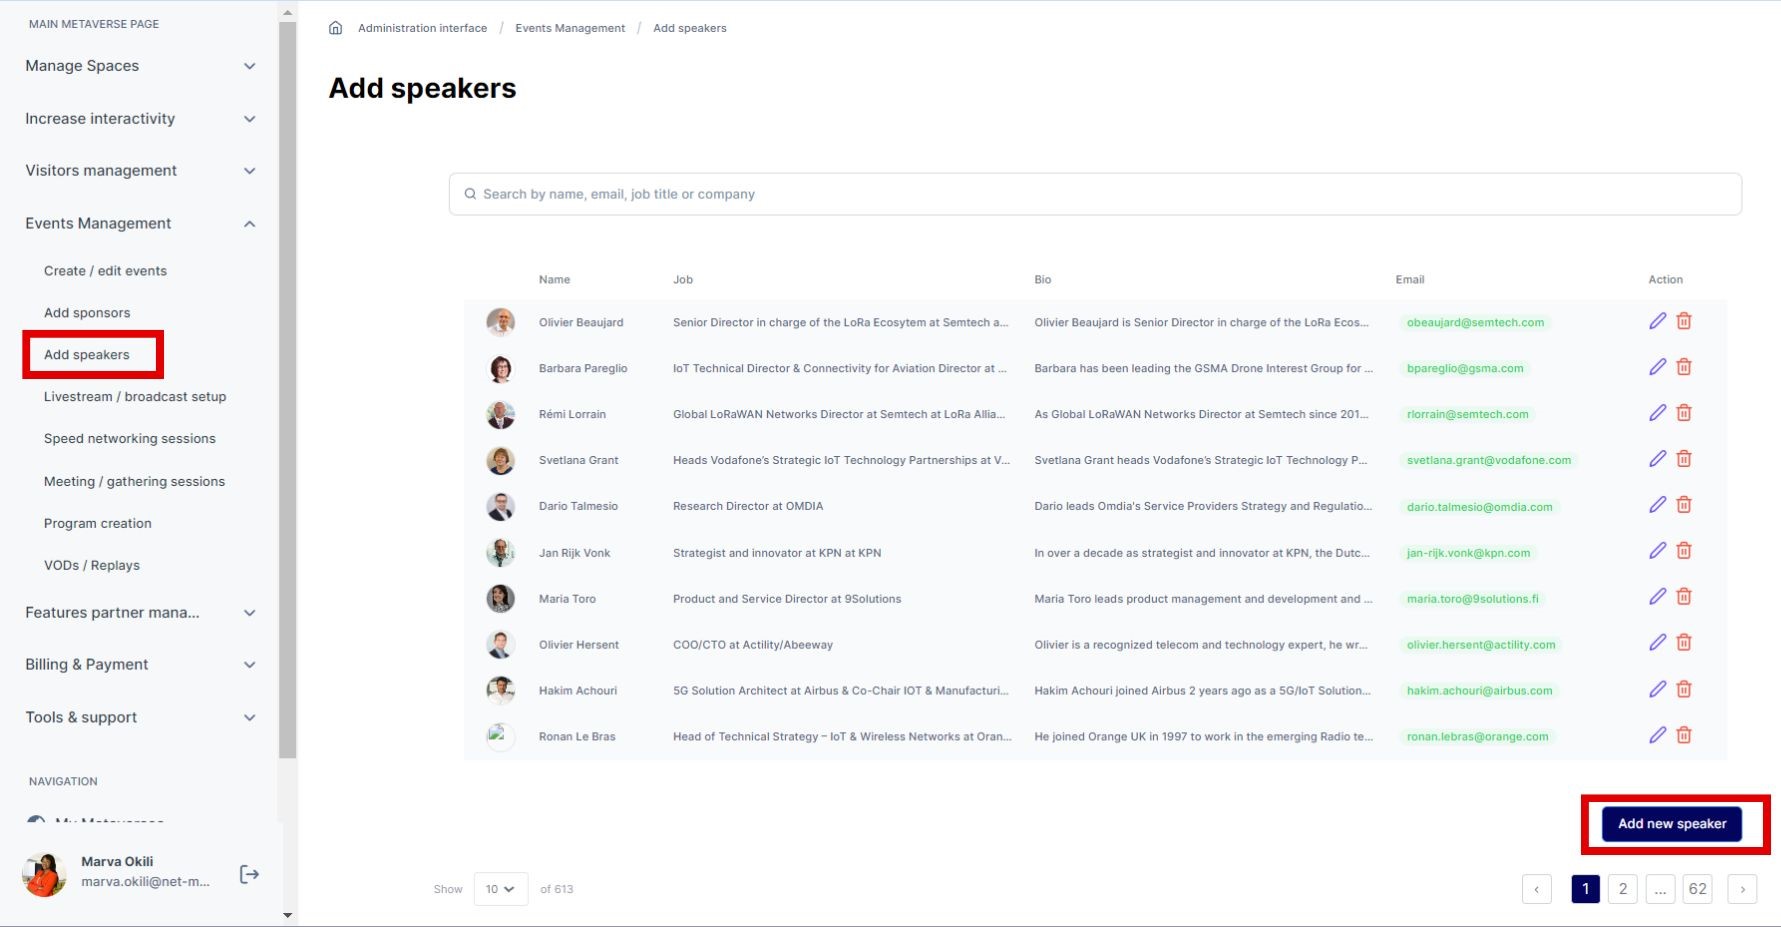 MAIN METAVERSE PAGE
Manage Spaces
Increase interactivity
Visitors management
Events Management
Create / edit events
Add sponsors
Add speakers
Livestream / broadcast setup
Speed networking sessions
Meeting / gathering sessions
Program creation
VODs / Replays
Features partner mana...
Billing & Payment
Tools & support
NAVIGATION
My Metaverse
Marva Okili
marva.okili@net-m...
Administration interface / Events Management / Add speakers
Add speakers
Search by name, email, job title or company
Name Job Bio Email Action
Olivier Beaujard Senior Director in charge of the LoRa Ecosytem at Semtech a... Olivier Beaujard is Senior Director in charge of the LoRa Ecos... obeaujard@semtech.com
Barbara Pareglio IoT Technical Director & Connectivity for Aviation Director at ... Barbara has been leading the GSMA Drone Interest Group for ... bpareglio@gsma.com
Rémi Lorrain Global LoRaWAN Networks Director at Semtech at LoRa Allia... As Global LoRaWAN Networks Director at Semtech since 201... rlorrain@semtech.com
Svetlana Grant Heads Vodafone’s Strategic IoT Technology Partnerships at V... Svetlana Grant heads Vodafone’s Strategic IoT Technology P... svetlana.grant@vodafone.com
Dario Talmesio Research Director at OMDIA Dario leads Omdia's Service Providers Strategy and Regulatio... dario.talmesio@omdia.com
Jan Rijk Vonk Strategist and innovator at KPN at KPN In over a decade as strategist and innovator at KPN, the Dutc... jan-rijk.vonk@kpn.com
Maria Toro Product and Service Director at 9Solutions Maria Toro leads product management and development and ... maria.toro@9solutions.fi
Olivier Hersent COO/CTO at Actility/Abeeway Olivier is a recognized telecom and technology expert, he wr... olivier.hersent@actility.com
Hakim Achouri 5G Solution Architect at Airbus & Co-Chair IOT & Manufacturi... Hakim Achouri joined Airbus 2 years ago as a 5G/IoT Solution... hakim.achouri@airbus.com
Ronan Le Bras Head of Technical Strategy – IoT & Wireless Networks at Oran... He joined Orange UK in 1997 to work in the emerging Radio te... ronan.lebras@orange.com
Add new speaker
Show 10 of 613
‹ 1 2 ... 62 ›